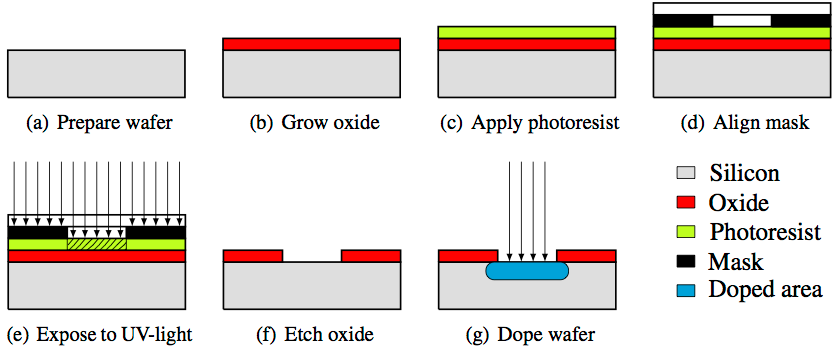 (a) Prepare wafer
(b) Grow oxide
(c) Apply photoresist
(d) Align mask
Silicon
Oxide
Photoresist
Mask
Doped area
(e) Expose to UV-light
(f) Etch oxide
(g) Dope wafer